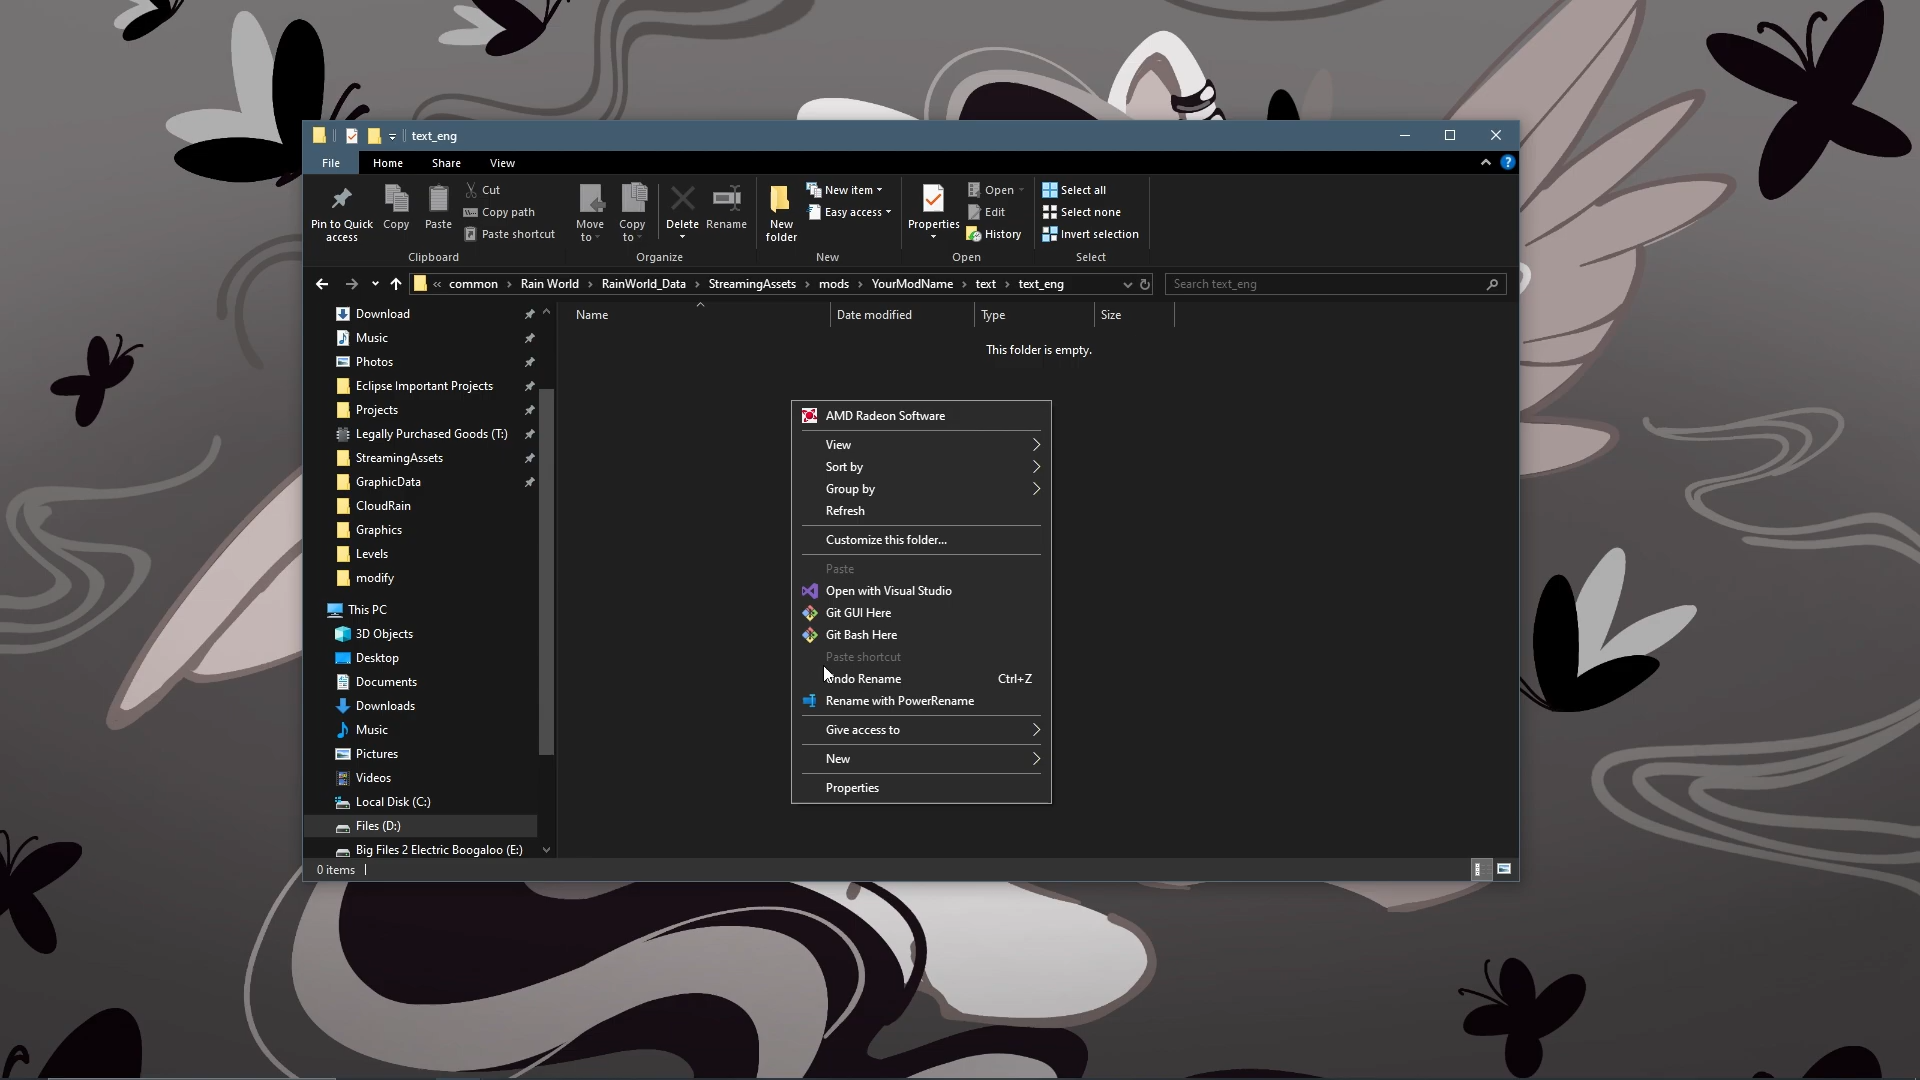 text_eng
File Home Share View
Pin to Quick access
Copy
Paste
Cut
Copy path
Paste shortcut
Clipboard
Move to
Copy to
Delete
Rename
Organize
New folder
New item
Easy access
New
Properties
Open
Edit
History
Open
Select all
Select none
Invert selection
Select
« common > Rain World > RainWorld_Data > StreamingAssets > mods > YourModName > text > text_eng
Search text_eng
Name Date modified Type Size
This folder is empty.
Download
Music
Photos
Eclipse Important Projects
Projects
Legally Purchased Goods (T:)
StreamingAssets
GraphicData
CloudRain
Graphics
Levels
modify
This PC
3D Objects
Desktop
Documents
Downloads
Music
Pictures
Videos
Local Disk (C:)
Files (D:)
Big Files 2 Electric Boogaloo (E:)
AMD Radeon Software
View
Sort by
Group by
Refresh
Customize this folder...
Paste
Open with Visual Studio
Git GUI Here
Git Bash Here
Paste shortcut
Undo Rename Ctrl+Z
Rename with PowerRename
Give access to
New
Properties
0 items